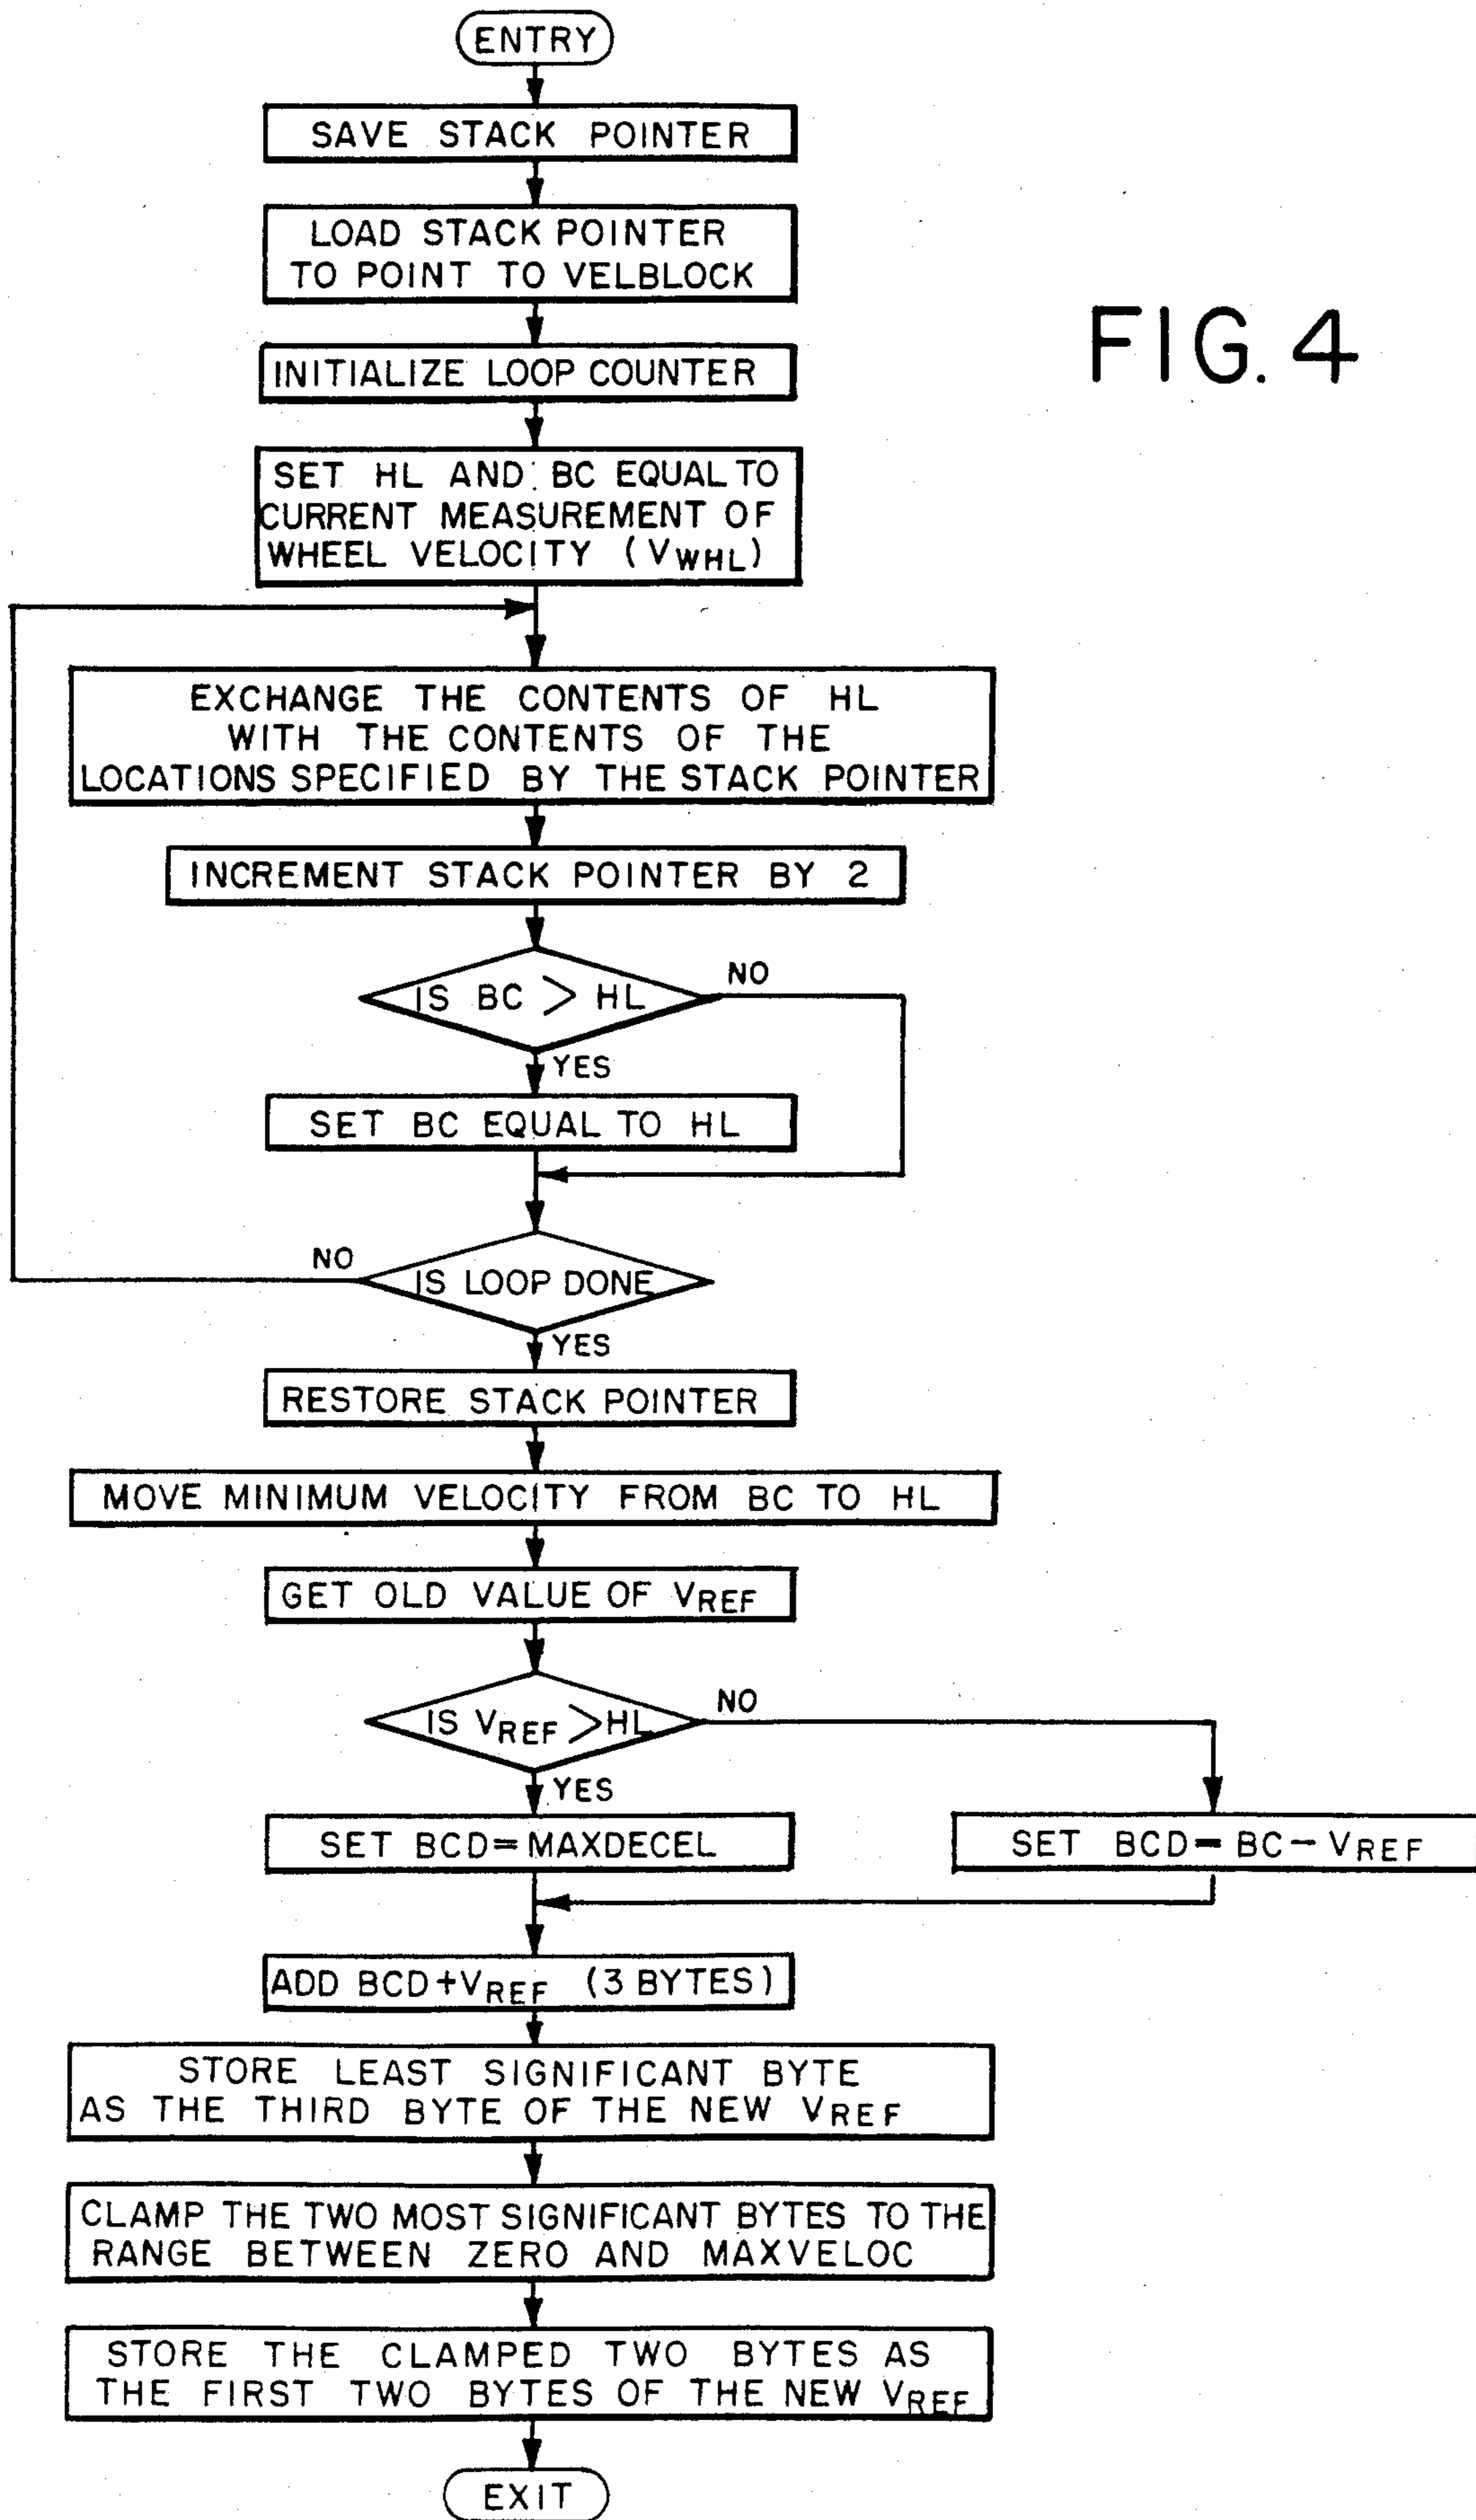 ENTRY
SAVE STACK POINTER
LOAD STACK POINTER
TO POINT TO VELBLOCK
FIG. 4
INITIALIZE LOOP COUNTER
SET HL AND BC EQUAL TO
CURRENT MEASUREMENT OF
WHEEL VELOCITY (VWHL)
EXCHANGE THE CONTENTS OF HL
WITH THE CONTENTS OF THE
LOCATIONS SPECIFIED BY THE STACK POINTER
INCREMENT STACK POINTER BY 2
IS BC > HL
NO
YES
SET BC EQUAL TO HL
NO
IS LOOP DONE
YES
RESTORE STACK POINTER
MOVE MINIMUM VELOCITY FROM BC TO HL
GET OLD VALUE OF VREF
IS VREF > HL
NO
YES
SET BCD = MAXDECEL
SET BCD = BC - VREF
ADD BCD + VREF (3 BYTES)
STORE LEAST SIGNIFICANT BYTE
AS THE THIRD BYTE OF THE NEW VREF
CLAMP THE TWO MOST SIGNIFICANT BYTES TO THE
RANGE BETWEEN ZERO AND MAXVELOC
STORE THE CLAMPED TWO BYTES AS
THE FIRST TWO BYTES OF THE NEW VREF
EXIT